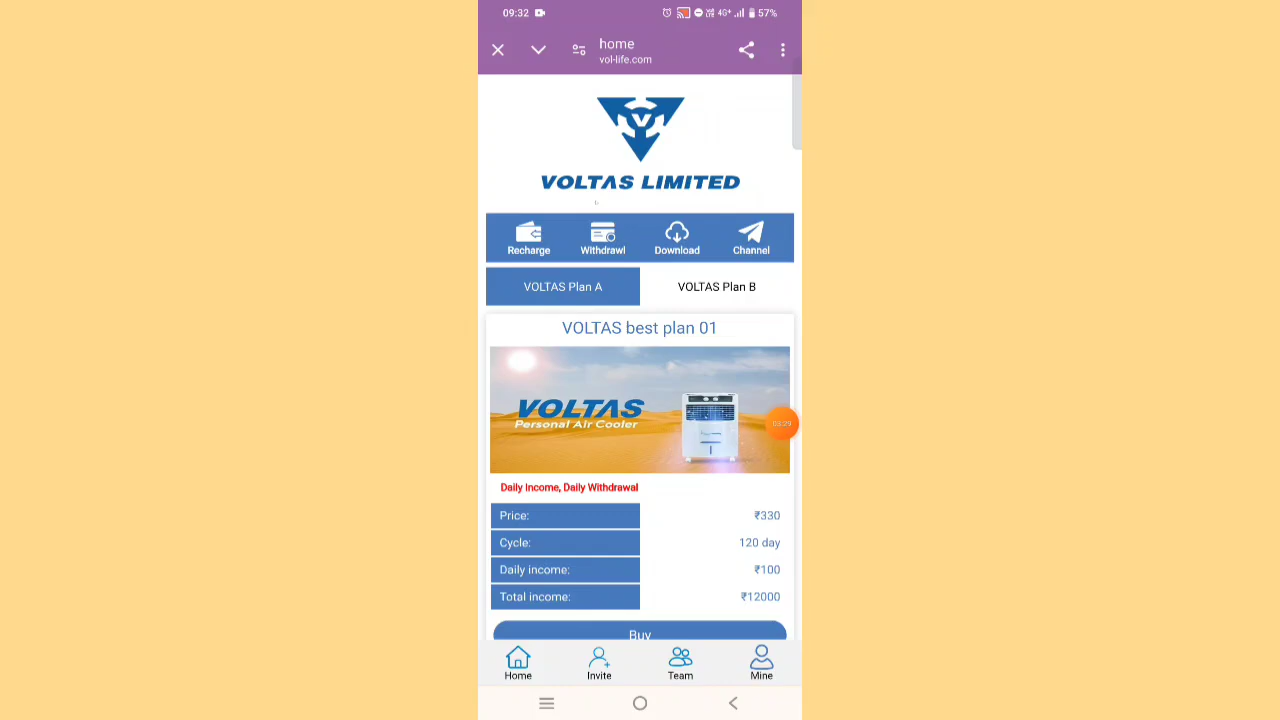 09:32 4G+ 57%
home
vol-life.com
VOLTAS LIMITED
Recharge Withdrawl Download Channel
VOLTAS Plan A VOLTAS Plan B
VOLTAS best plan 01
VOLTAS
Personal Air Cooler
Daily Income, Daily Withdrawal
Price: ₹330
Cycle: 120 day
Daily income: ₹100
Total income: ₹12000
Buy
Home Invite Team Mine